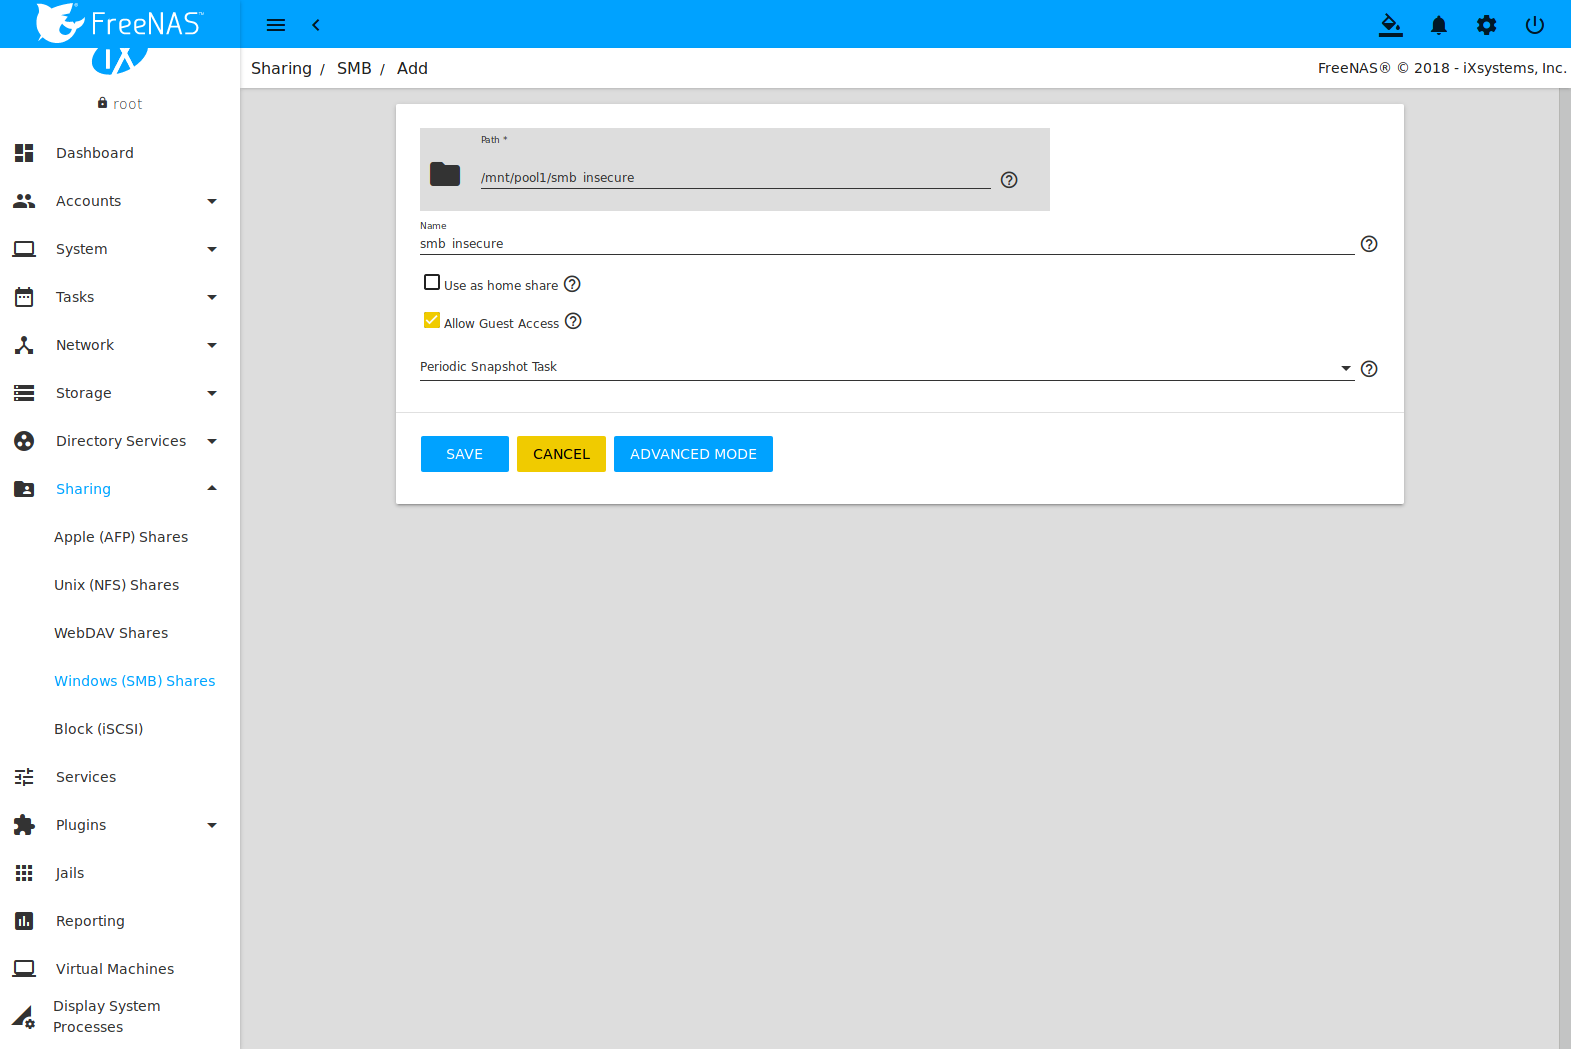 FreeNAS™
Sharing / SMB / Add
FreeNAS® © 2018 - iXsystems, Inc.
iX
root
Dashboard
Accounts
System
Tasks
Network
Storage
Directory Services
Sharing
Apple (AFP) Shares
Unix (NFS) Shares
WebDAV Shares
Windows (SMB) Shares
Block (iSCSI)
Services
Plugins
Jails
Reporting
Virtual Machines
Display System
Processes
Path *
/mnt/pool1/smb_insecure
Name
smb_insecure
Use as home share
Allow Guest Access
Periodic Snapshot Task
SAVE
CANCEL
ADVANCED MODE